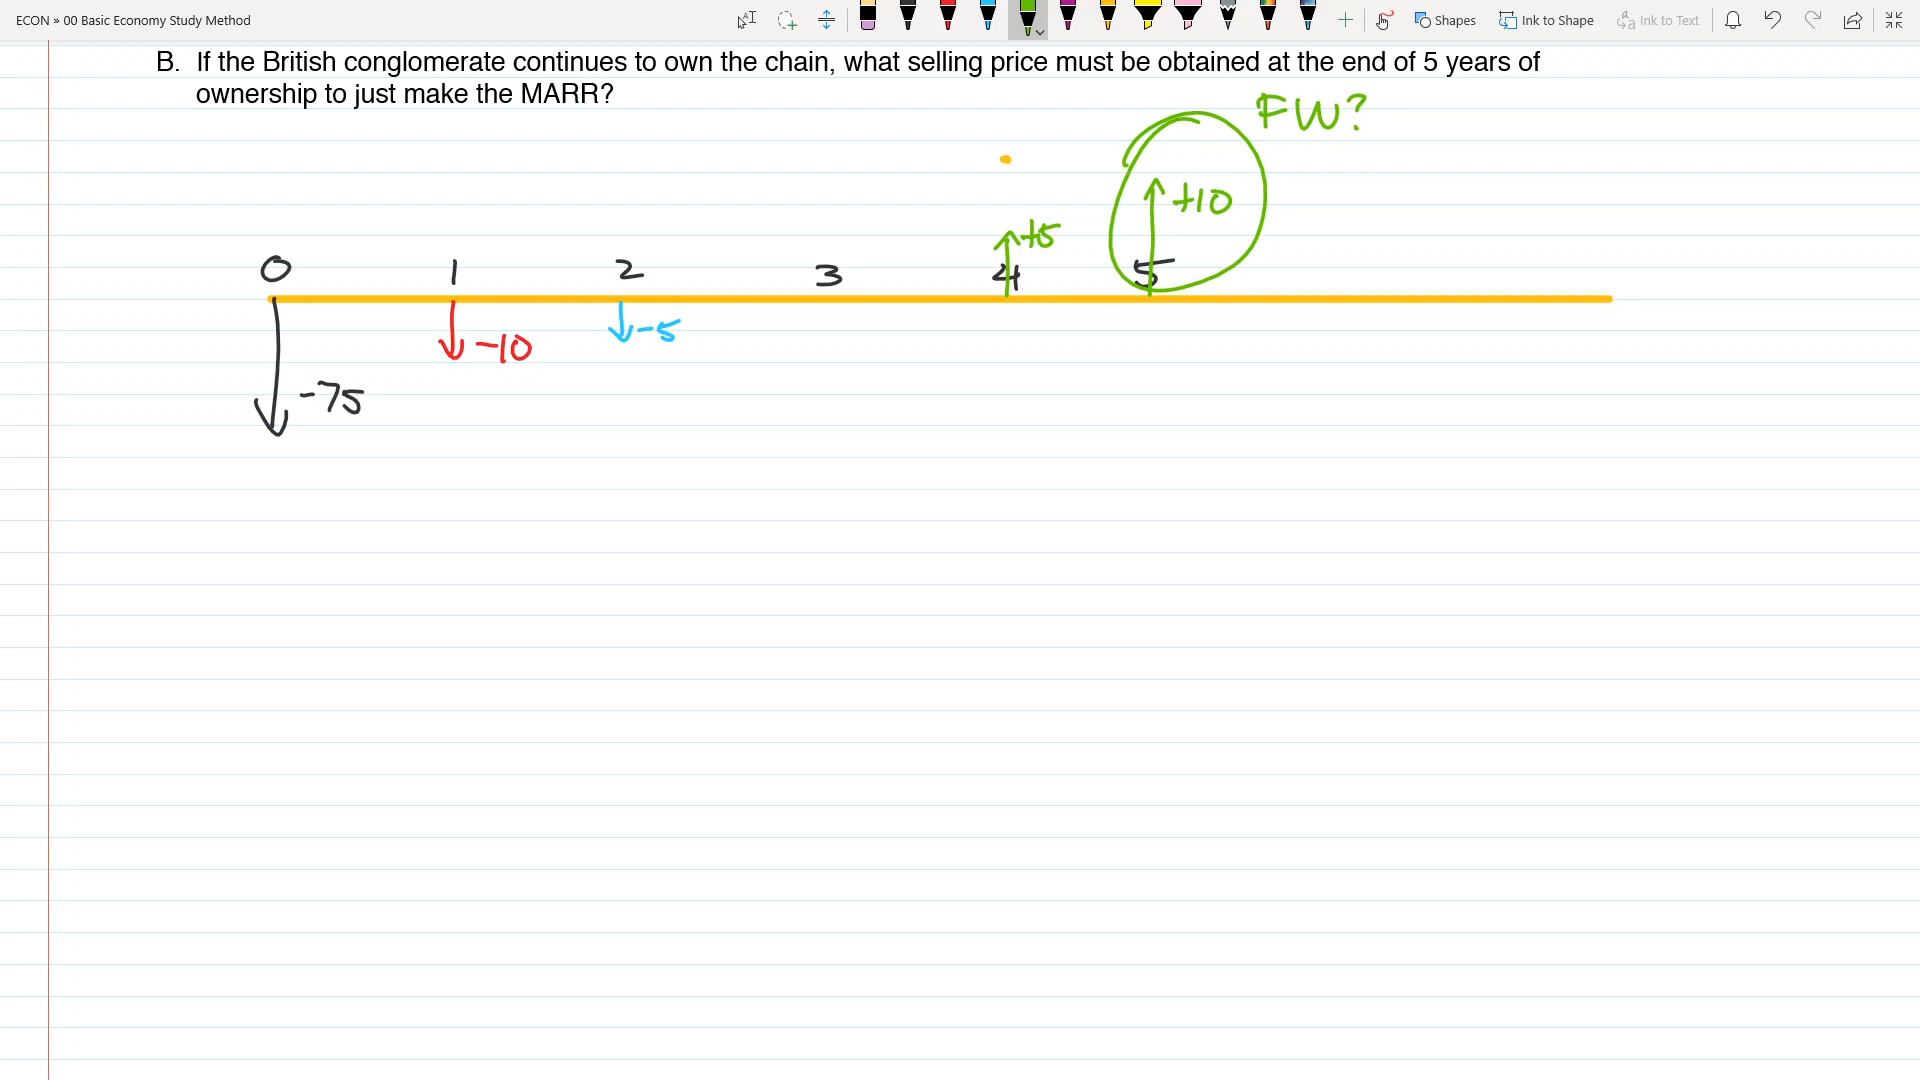 ECON » 00 Basic Economy Study Method
Shapes
Ink to Shape
Ink to Text
B. If the British conglomerate continues to own the chain, what selling price must be obtained at the end of 5 years of
ownership to just make the MARR?
FW?
+10
+5
0 1 2 3 4 5
-5
-10
-75